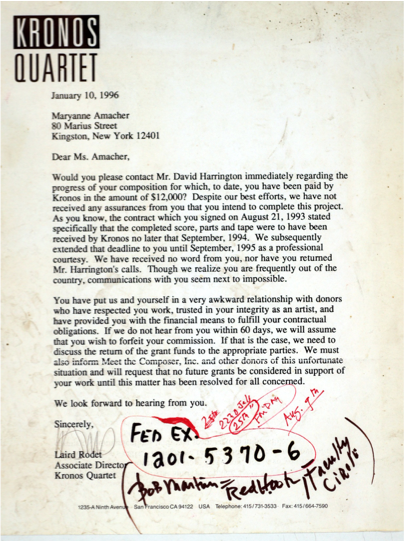 KRONOS
QUARTET
January 10, 1996
Maryanne Amacher
80 Marius Street
Kingston, New York 12401
Dear Ms. Amacher,
Would you please contact Mr. David Harrington immediately regarding the
progress of your composition for which, to date, you have been paid by
Kronos in the amount of $12,000? Despite our best efforts, we have not
received any assurances from you that you intend to complete this project.
As you know, the contract which you signed on August 21, 1993 stated
specifically that the completed score, parts and tape were to have been
received by Kronos no later that September, 1994. We subsequently
extended that deadline to you until September, 1995 as a professional
courtesy. We have received no word from you, nor have you returned
Mr. Harrington's calls. Though we realize you are frequently out of the
country, communications with you seem next to impossible.
You have put us and yourself in a very awkward relationship with donors
who have respected you work, trusted in your integrity as an artist, and
have provided you with the financial means to fulfill your contractual
obligations. If we do not hear from you within 60 days, we will assume
that you wish to forfeit your commission. If that is the case, we need to
discuss the return of the grant funds to the appropriate parties. We must
also inform Meet the Composer, Inc. and other donors of this unfortunate
situation and will request that no future grants be considered in support of
your work until this matter has been resolved for all concerned.
We look forward to hearing from you.
Sincerely,
FED EX.
1201-5370-6
Laird Rodet
Associate Director
Kronos Quartet
Bob Martin = Red Hook
Faculty
Circle
1235-A Ninth Avenue San Francisco CA 94122 USA Telephone: 415/731-3533 Fax: 415/664-7590